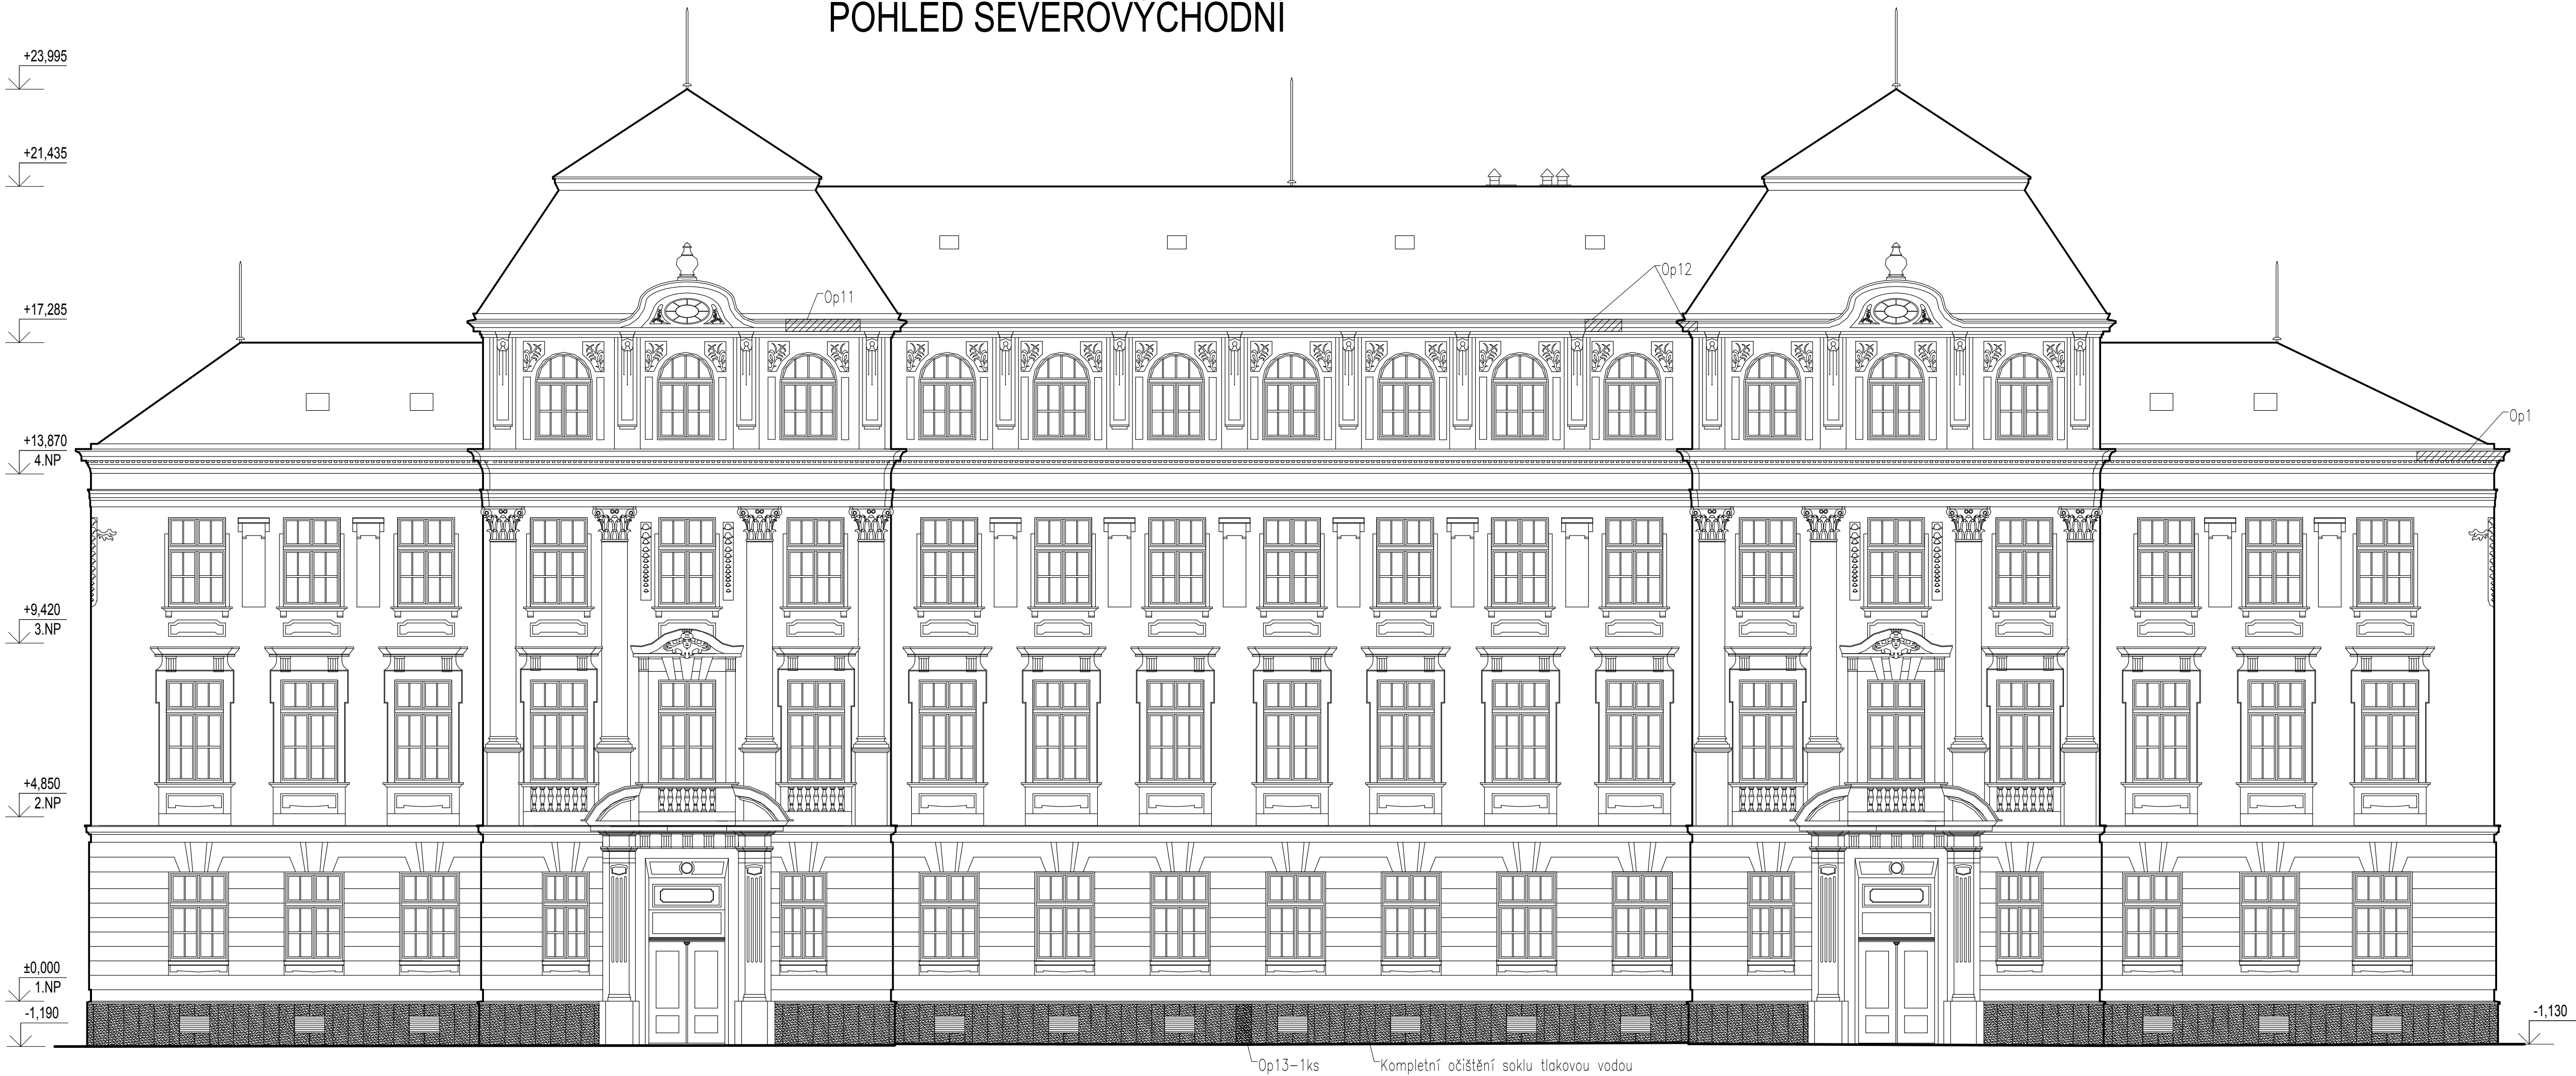 POHLED SEVEROVÝCHODNÍ
+23,995
+21,435
Op12
Op11
+17,285
Op1
+13,870
4.NP
+9,420
3.NP
+4,850
2.NP
±0,000
1.NP
-1,190
-1,130
Op13-1ks
Kompletní očištění soklu tlakovou vodou